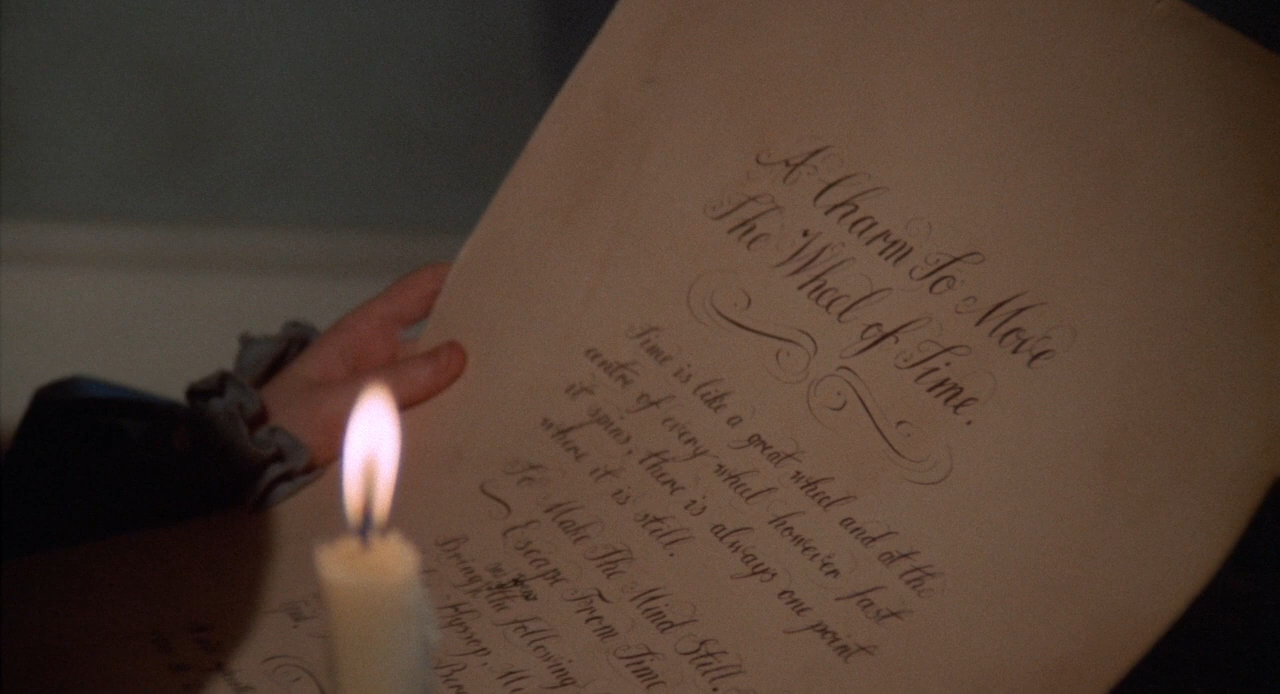 A Charm To Move
The Wheel of Time.
Time is like a great wheel and at the
centre of every wheel however fast
it spins, there is always one point
where it is still.
To Make The Mind Still.
Escape From Time
Bring the following
Hyssop,